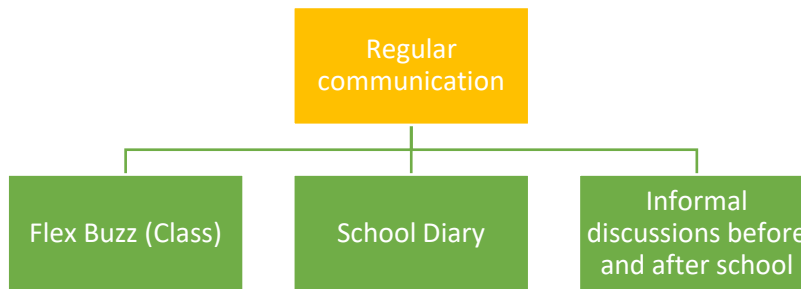 Regular
communication
Flex Buzz (Class)
School Diary
Informal
discussions before
and after school